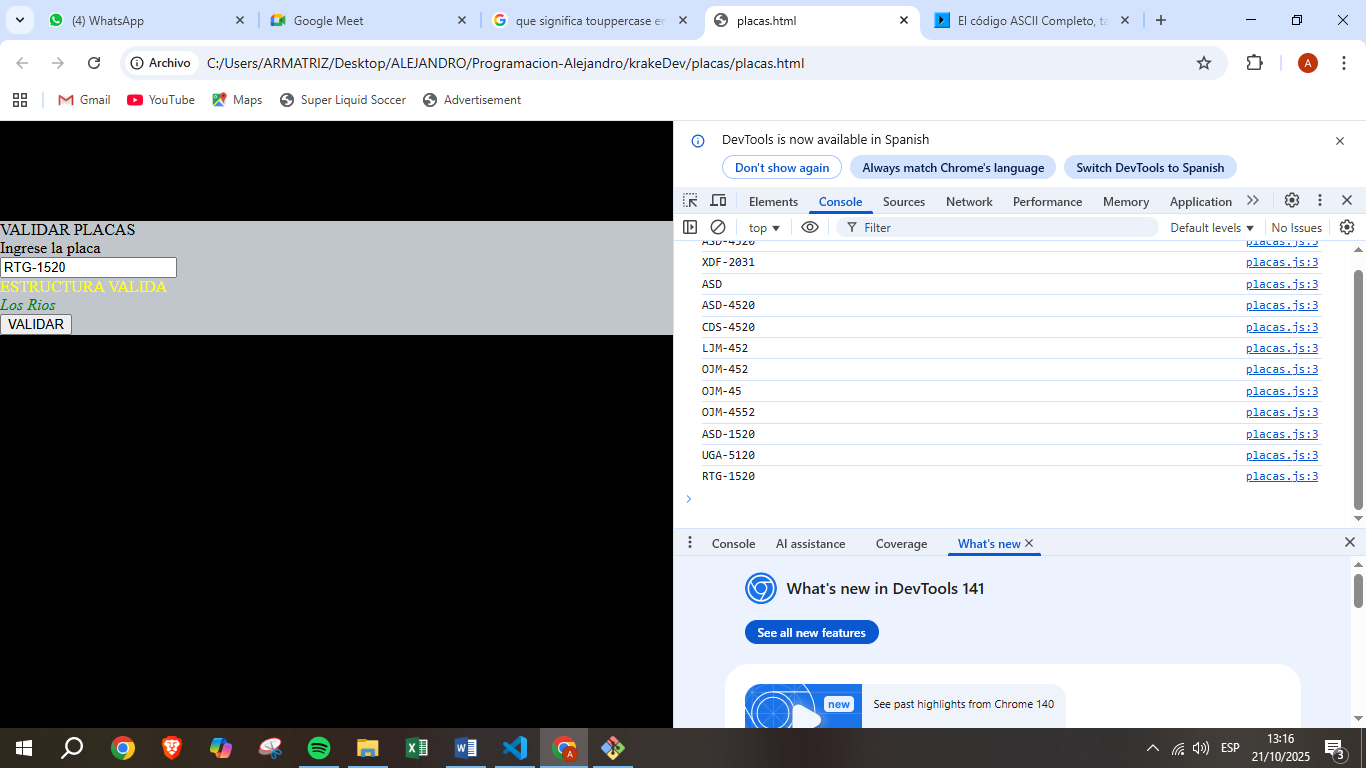 (4) WhatsApp
Google Meet
que significa touppercase en
placas.html
El código ASCII Completo, ta
Archivo
C:/Users/ARMATRIZ/Desktop/ALEJANDRO/Programacion-Alejandro/krakeDev/placas/placas.html
A
Gmail
YouTube
Maps
Super Liquid Soccer
Advertisement
VALIDAR PLACAS
Ingrese la placa
RTG-1520
ESTRUCTURA VALIDA
Los Rios
VALIDAR
DevTools is now available in Spanish
Don't show again
Always match Chrome's language
Switch DevTools to Spanish
Elements
Console
Sources
Network
Performance
Memory
Application
top
Filter
Default levels
No Issues
ASD-4520 placas.js:3
XDF-2031 placas.js:3
ASD placas.js:3
ASD-4520 placas.js:3
CDS-4520 placas.js:3
LJM-452 placas.js:3
OJM-452 placas.js:3
OJM-45 placas.js:3
OJM-4552 placas.js:3
ASD-1520 placas.js:3
UGA-5120 placas.js:3
RTG-1520 placas.js:3
Console
AI assistance
Coverage
What's new
What's new in DevTools 141
See all new features
new
See past highlights from Chrome 140
ESP
13:16
21/10/2025
3